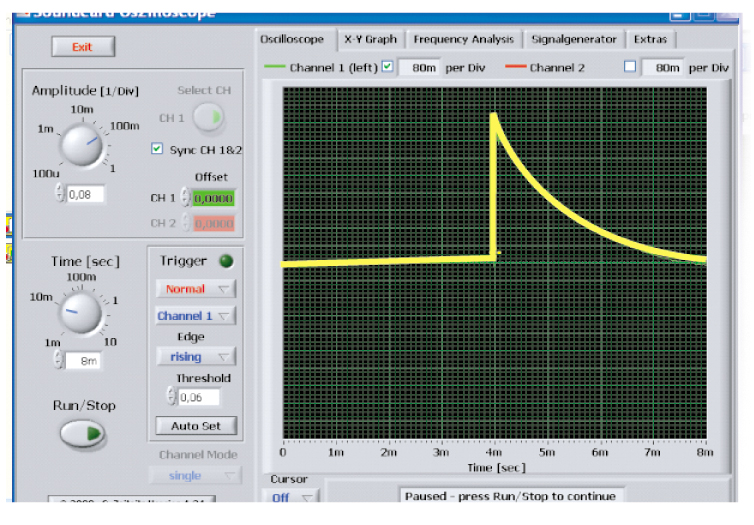 Soundcard Oszilloscope
Exit
Oscilloscope X-Y Graph Frequency Analysis Signalgenerator Extras
Channel 1 (left) 80m per Div Channel 2 80m per Div
Amplitude [1/Div]
Select CH
10m
CH 1
1m 100m
Sync CH 1&2
100u 1
Offset
0,08
CH 1 0,0000
CH 2 0,0000
Time [sec]
100m
10m 1
1m 10
8m
Trigger
Normal
Channel 1
Edge
rising
Threshold
0,06
Auto Set
Run/Stop
Channel Mode
single
0 1m 2m 3m 4m 5m 6m 7m 8m
Time [sec]
Cursor
Off
Paused - press Run/Stop to continue